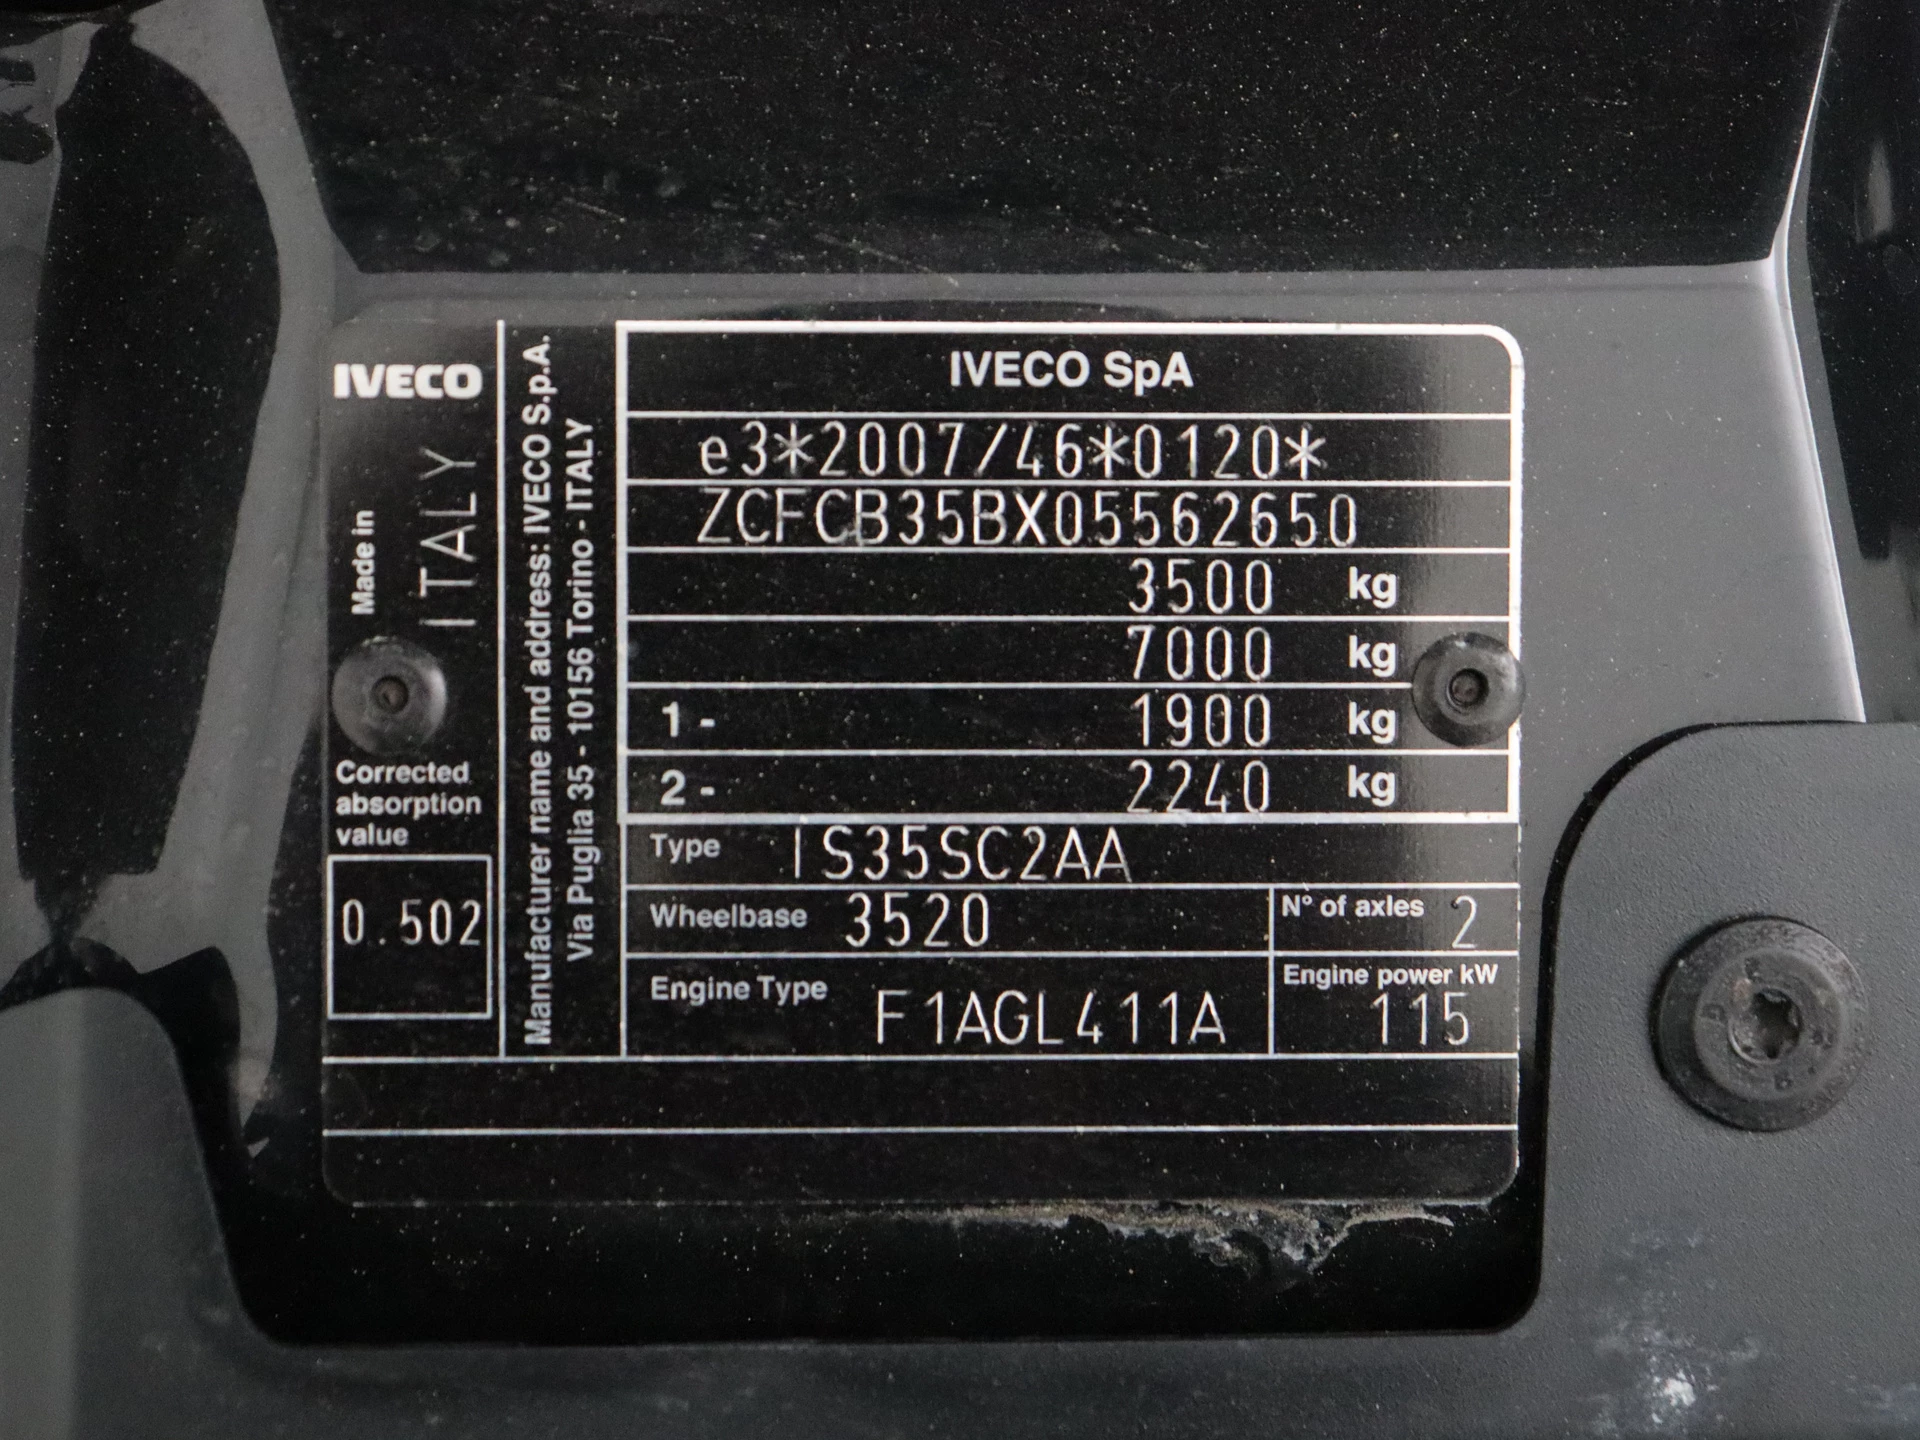 IVECO
Made in
ITALY
Corrected
absorption
value
0.502
Manufacturer name and address: IVECO S.p.A.
Via Puglia 35 - 10156 Torino - ITALY
IVECO SpA
e3*2007/46*0120*
ZCFCB35BX05562650
3500 kg
7000 kg
1 - 1900 kg
2 - 2240 kg
Type IS35SC2AA
Wheelbase 3520
N° of axles 2
Engine Type F1AGL411A
Engine power kW
115